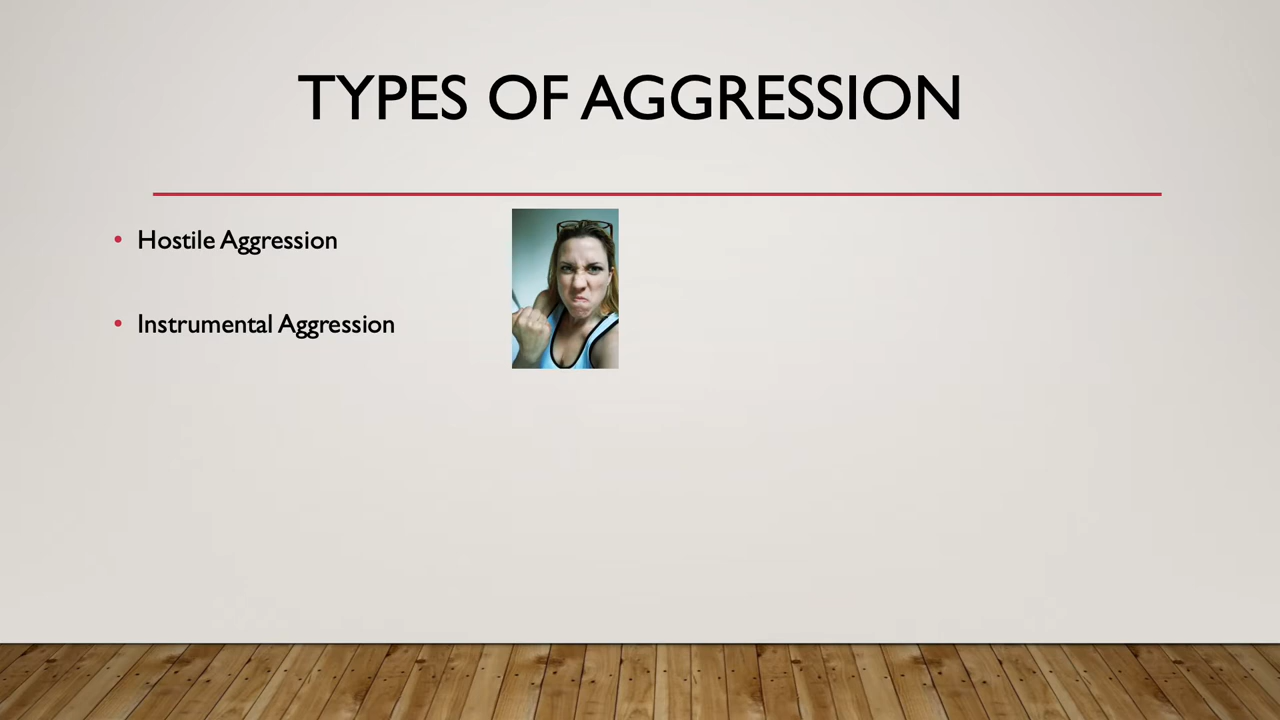 TYPES OF AGGRESSION
• Hostile Aggression
• Instrumental Aggression